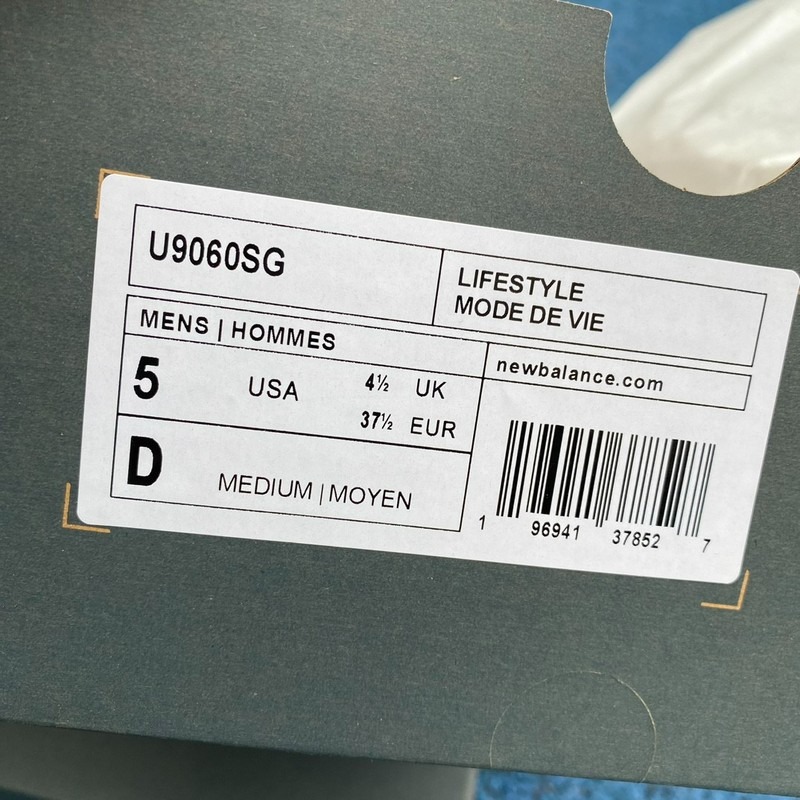 U9060SG
LIFESTYLE
MODE DE VIE
MENS | HOMMES
newbalance.com
5 USA 4½ UK
37½ EUR
D MEDIUM | MOYEN
1 96941 37852 7